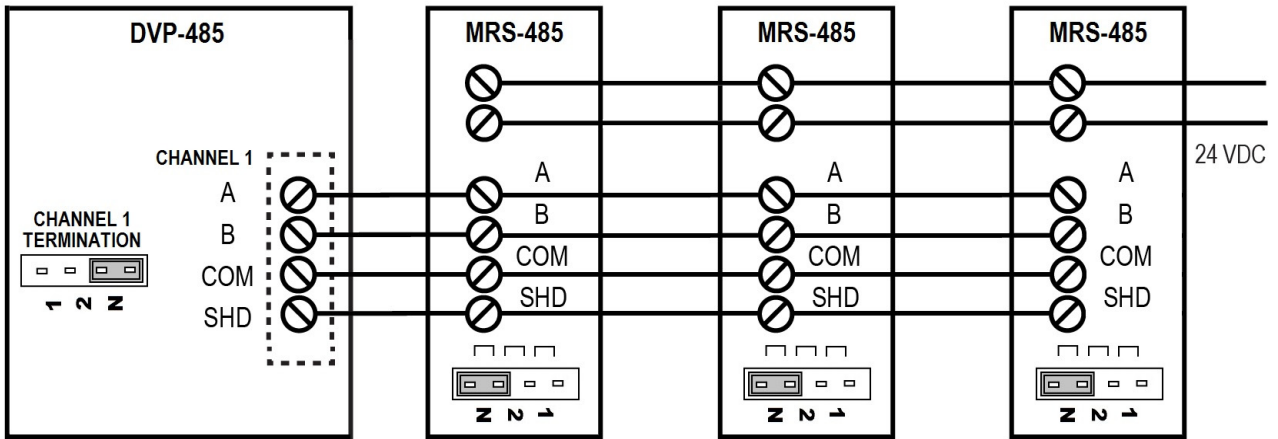 DVP-485
MRS-485
MRS-485
MRS-485
24 VDC
CHANNEL 1
A
B
COM
SHD
CHANNEL 1
TERMINATION
1 2 N
A
B
COM
SHD
N 2 1
A
B
COM
SHD
N 2 1
A
B
COM
SHD
N 2 1